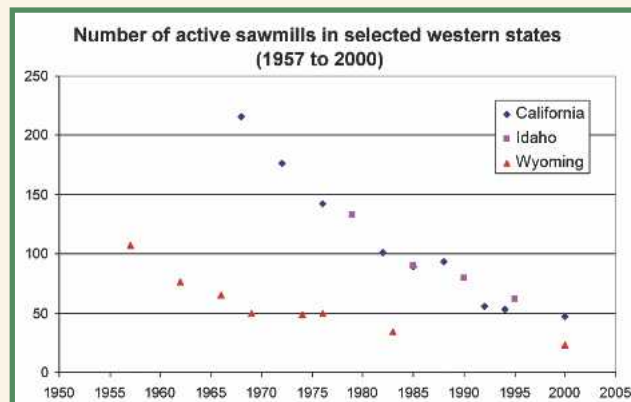 Number of active sawmills in selected western states
(1957 to 2000)
250
200
150
100
50
0
California
Idaho
Wyoming
1950 1955 1960 1965 1970 1975 1980 1985 1990 1995 2000 2005